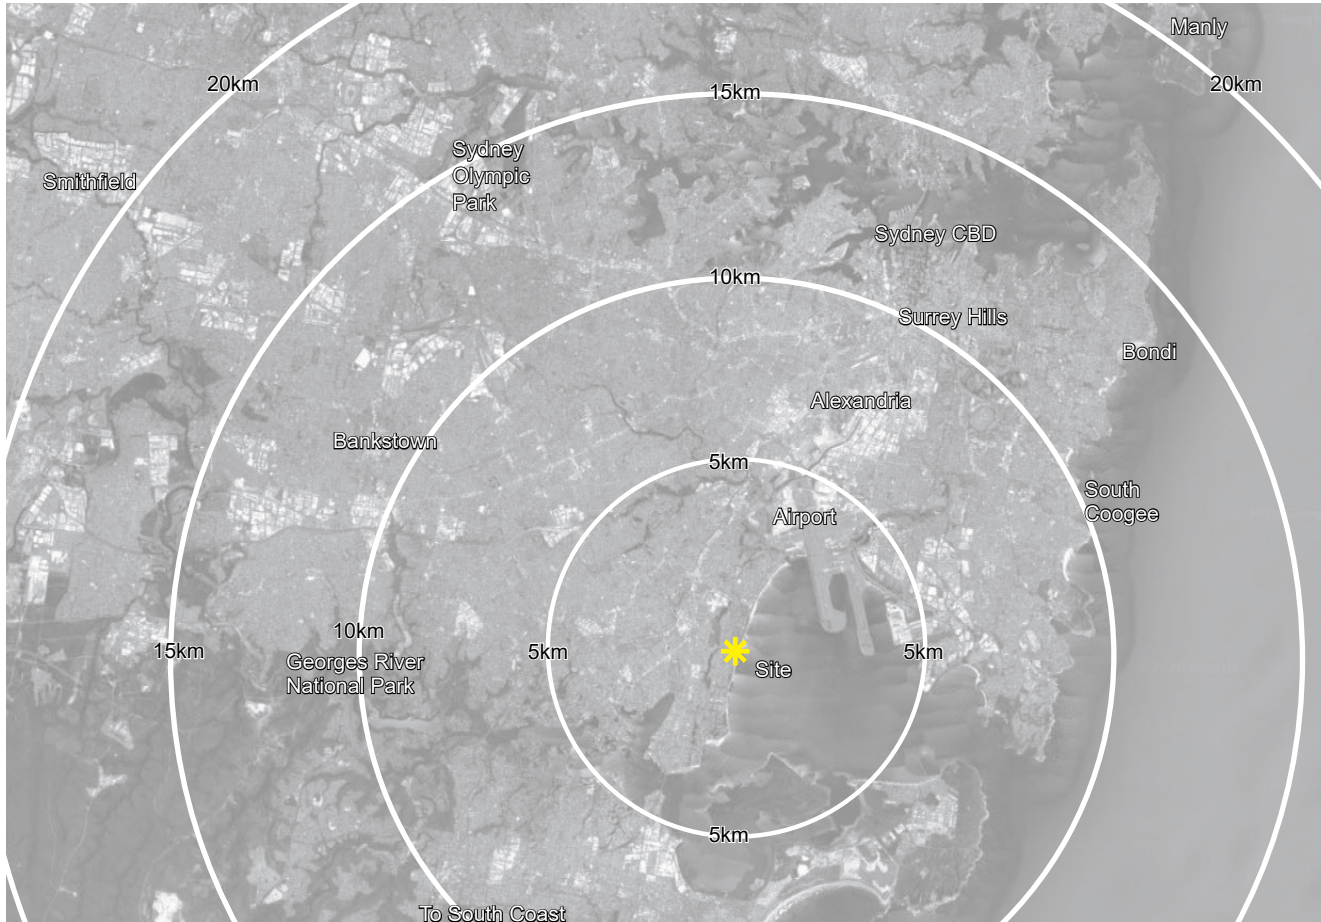 Manly
20km
20km
15km
Sydney
Olympic
Park
Smithfield
Sydney CBD
10km
Surrey Hills
Bondi
Alexandria
Bankstown
5km
South
Coogee
Airport
10km
15km
5km
5km
Georges River
National Park
Site
5km
To South Coast